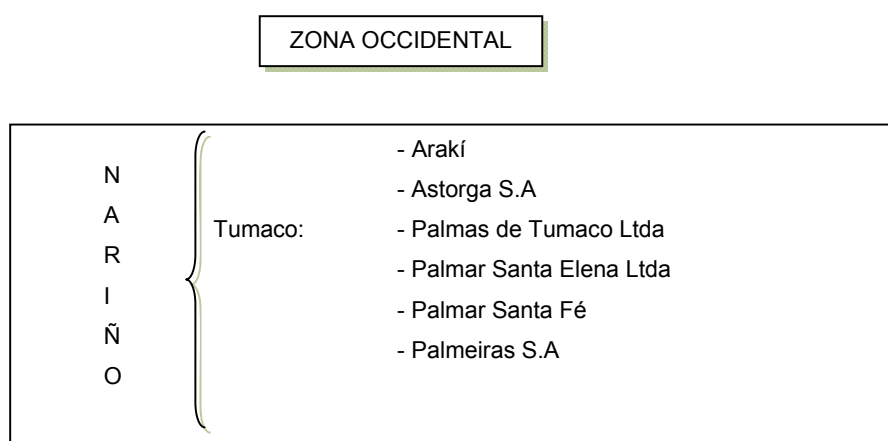 ZONA OCCIDENTAL
N
A
R
I
Ñ
O
Tumaco:
- Arakí
- Astorga S.A
- Palmas de Tumaco Ltda
- Palmar Santa Elena Ltda
- Palmar Santa Fé
- Palmeiras S.A